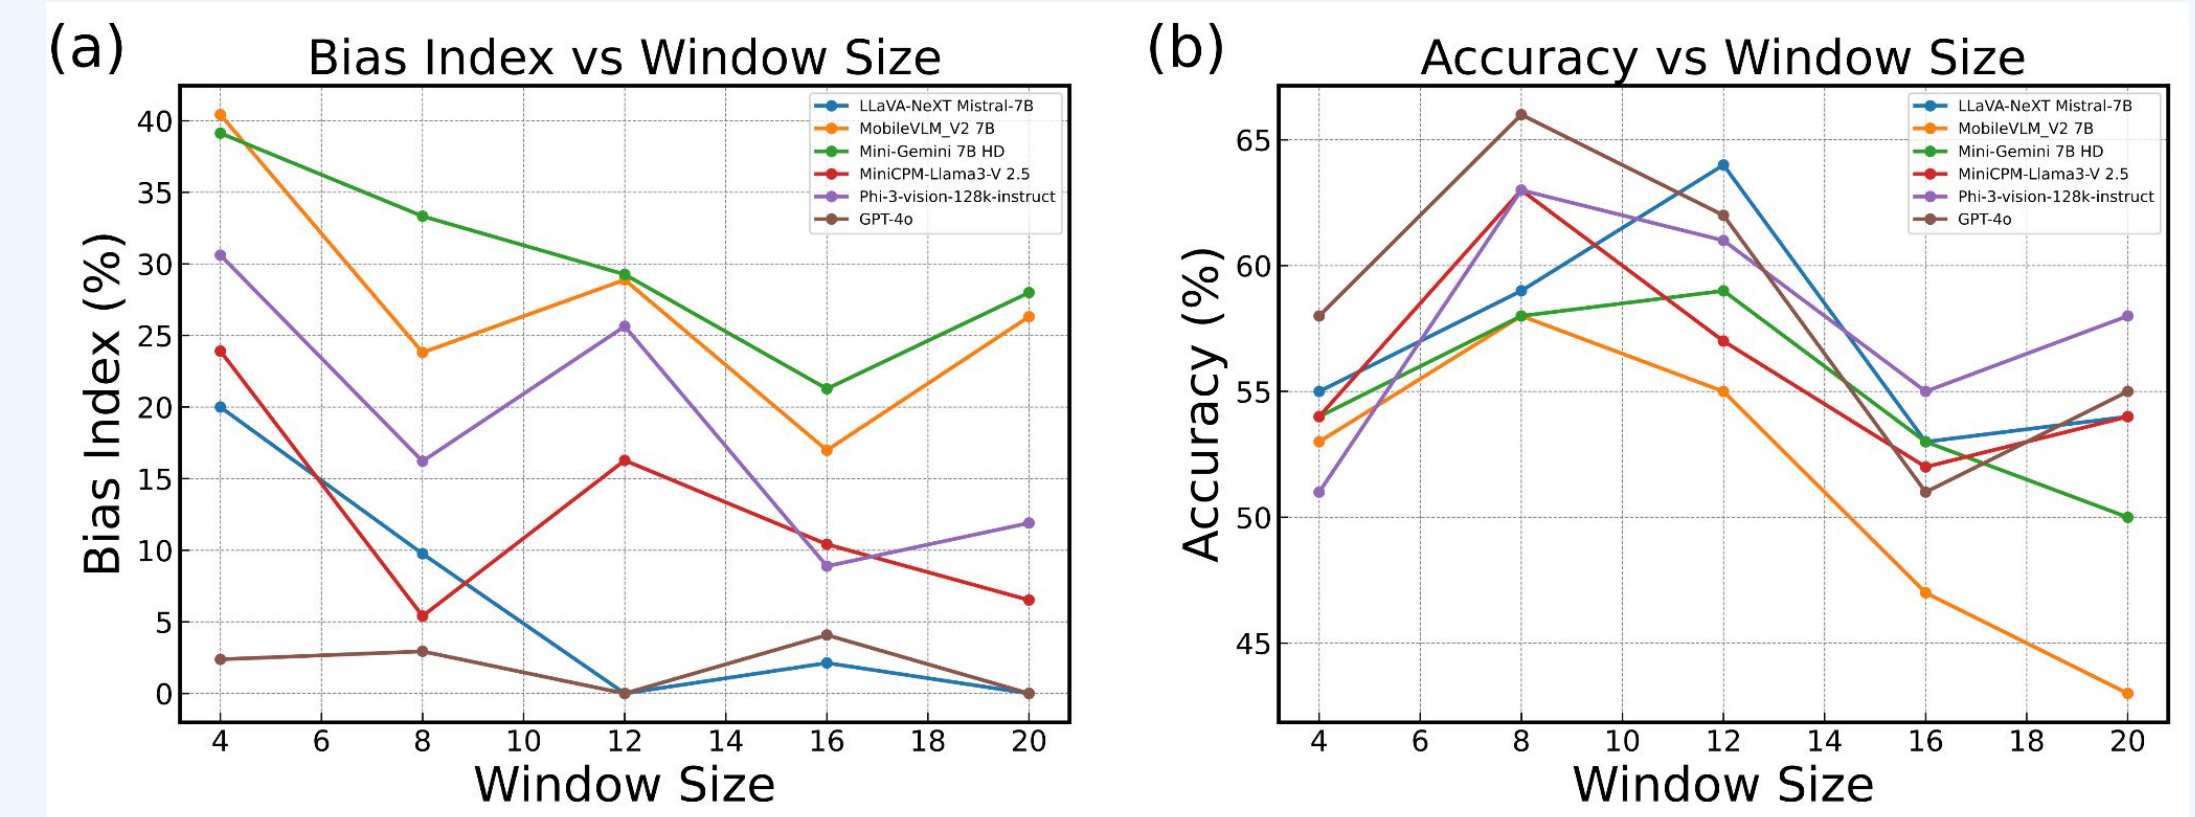 (a)
Bias Index vs Window Size
Bias Index (%)
40
35
30
25
20
15
10
5
0
LLaVA-NeXT Mistral-7B
MobileVLM_V2 7B
Mini-Gemini 7B HD
MiniCPM-Llama3-V 2.5
Phi-3-vision-128k-instruct
GPT-4o
4 6 8 10 12 14 16 18 20
Window Size
(b)
Accuracy vs Window Size
Accuracy (%)
65
60
55
50
45
LLaVA-NeXT Mistral-7B
MobileVLM_V2 7B
Mini-Gemini 7B HD
MiniCPM-Llama3-V 2.5
Phi-3-vision-128k-instruct
GPT-4o
4 6 8 10 12 14 16 18 20
Window Size